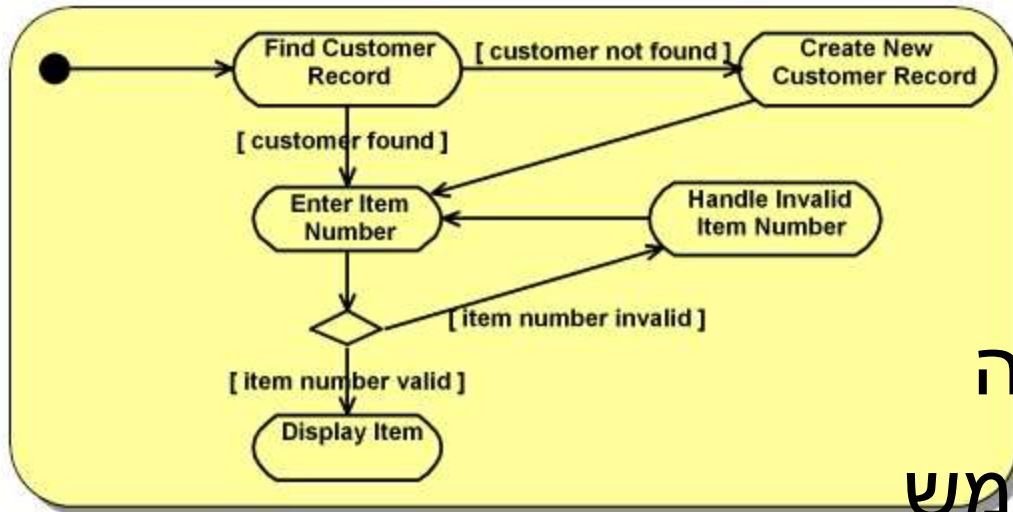 Find Customer
Record
[ customer not found ]
Create New
Customer Record
[ customer found ]
Enter Item
Number
Handle Invalid
Item Number
[ item number invalid ]
[ item number valid ]
Display Item